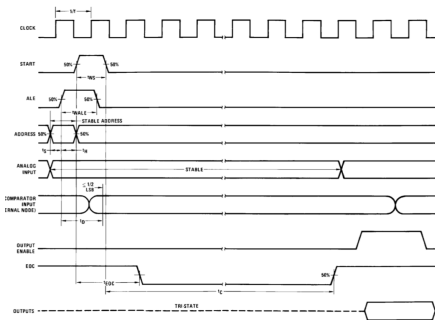 1/f
CLOCK
START
50%
50%
tWS
ALE
50%
50%
tWALE
STABLE ADDRESS
ADDRESS
50%
50%
tS
tH
ANALOG
INPUT
STABLE
1/2
LSB
COMPARATOR
INPUT
(INTERNAL NODE)
tD
OUTPUT
ENABLE
EOC
50%
tEOC
tC
TRI-STATE
OUTPUTS